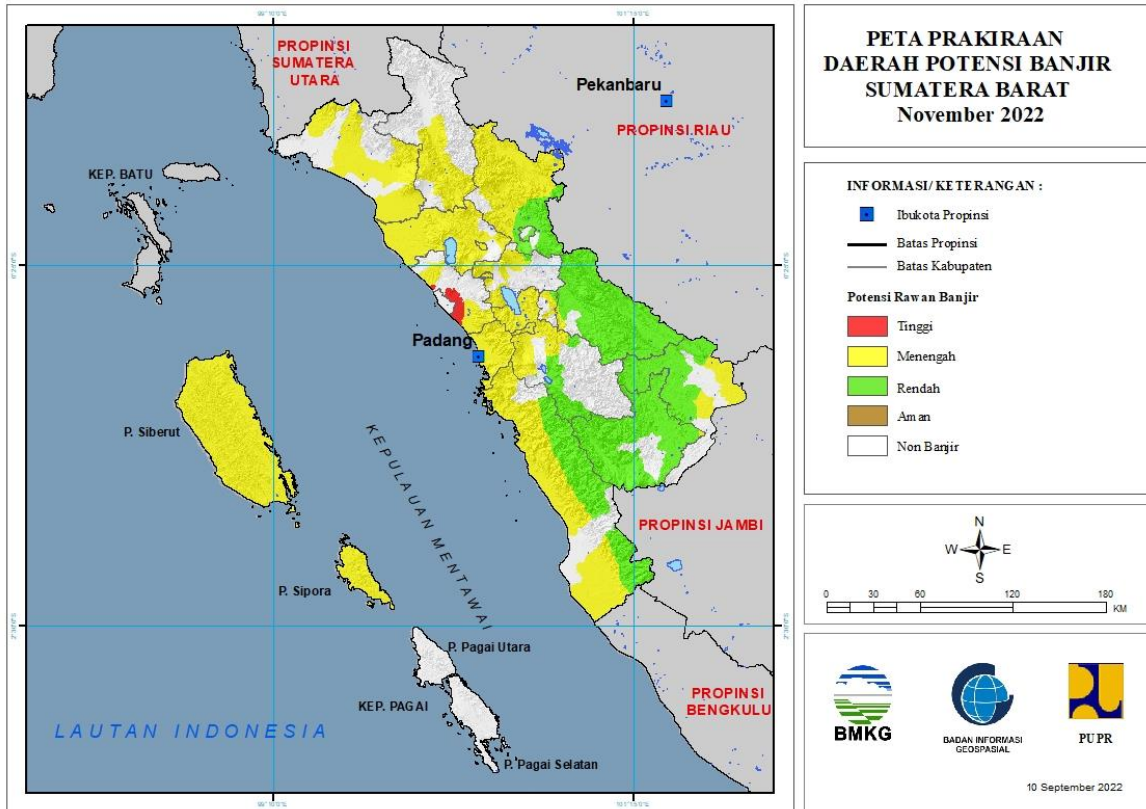 PETA PRAKIRAAN
DAERAH POTENSI BANJIR
SUMATERA BARAT
November 2022
PROPINSI
SUMATERA
UTARA
Pekanbaru
PROPINSI RIAU
KEP. BATU
Padang
P. Siberut
KEPULAUAN MENTAWAI
PROPINSI JAMBI
P. Sipora
P. Pagai Utara
KEP. PAGAI
PROPINSI
BENGKULU
LAUTAN INDONESIA
P. Pagai Selatan
INFORMASI/ KETERANGAN :
Ibukota Propinsi
Batas Propinsi
Batas Kabupaten
Potensi Rawan Banjir
Tinggi
Menengah
Rendah
Aman
Non Banjir
N
W E
S
0 30 60 120 180
KM
BMKG
BADAN INFORMASI
GEOSPASIAL
PUPR
10 September 2022